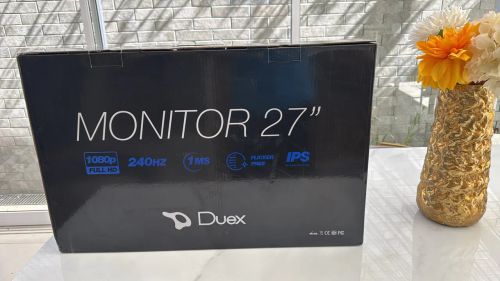 MONITOR 27”
1080p 240HZ 1MS FLICKER IPS
FULL HD FREE
Duex